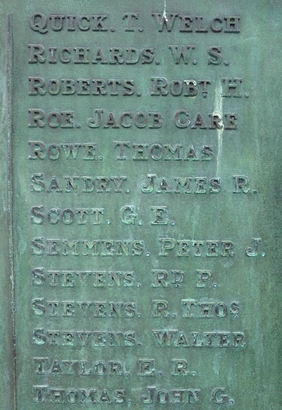 QUICK. T. WELCH
RICHARDS. W. S.
ROBERTS. ROBT H.
ROE. JACOB CARE
ROWE. THOMAS
SANDRY. JAMES R.
SCOTT. G. E.
SEMMENS. PETER J.
STEVENS. RD. R.
STEVENS. R. THOS
STEVENS. WALTER
TAYLOR. E. R.
THOMAS. JOHN G.